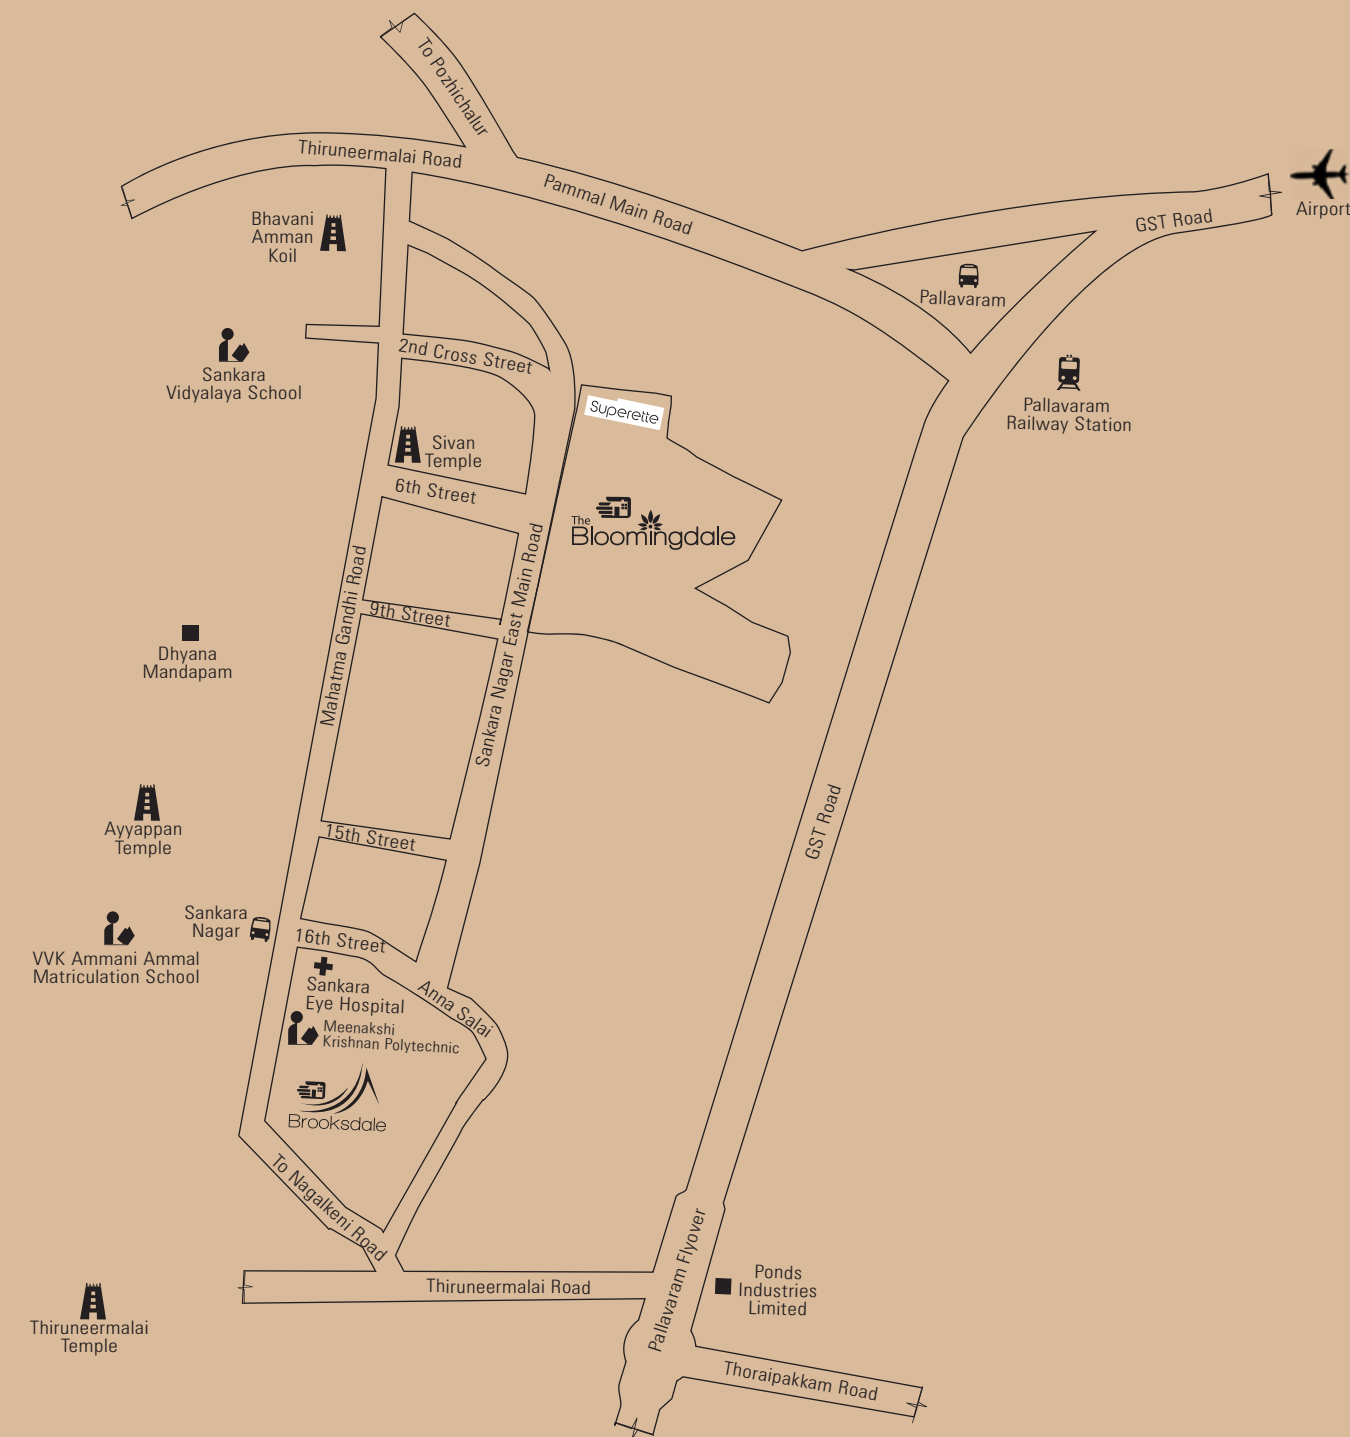 To Pozhichalur
Thiruneermalai Road
Pammal Main Road
GST Road
Airport
Bhavani
Amman
Koil
Pallavaram
Sankara
Vidyalaya School
2nd Cross Street
Pallavaram
Railway Station
Superette
Sivan
Temple
6th Street
The
Bloomingdale
Mahatma Gandhi Road
Sankara Nagar East Main Road
9th Street
Dhyana
Mandapam
GST Road
Ayyappan
Temple
15th Street
Sankara
Nagar
16th Street
VVK Ammani Ammal
Matriculation School
Sankara
Eye Hospital
Anna Salai
Meenakshi
Krishnan Polytechnic
Brooksdale
To Nagalkeni Road
Pallavaram Flyover
Thiruneermalai Road
Ponds
Industries
Limited
Thiruneermalai
Temple
Thoraipakkam Road